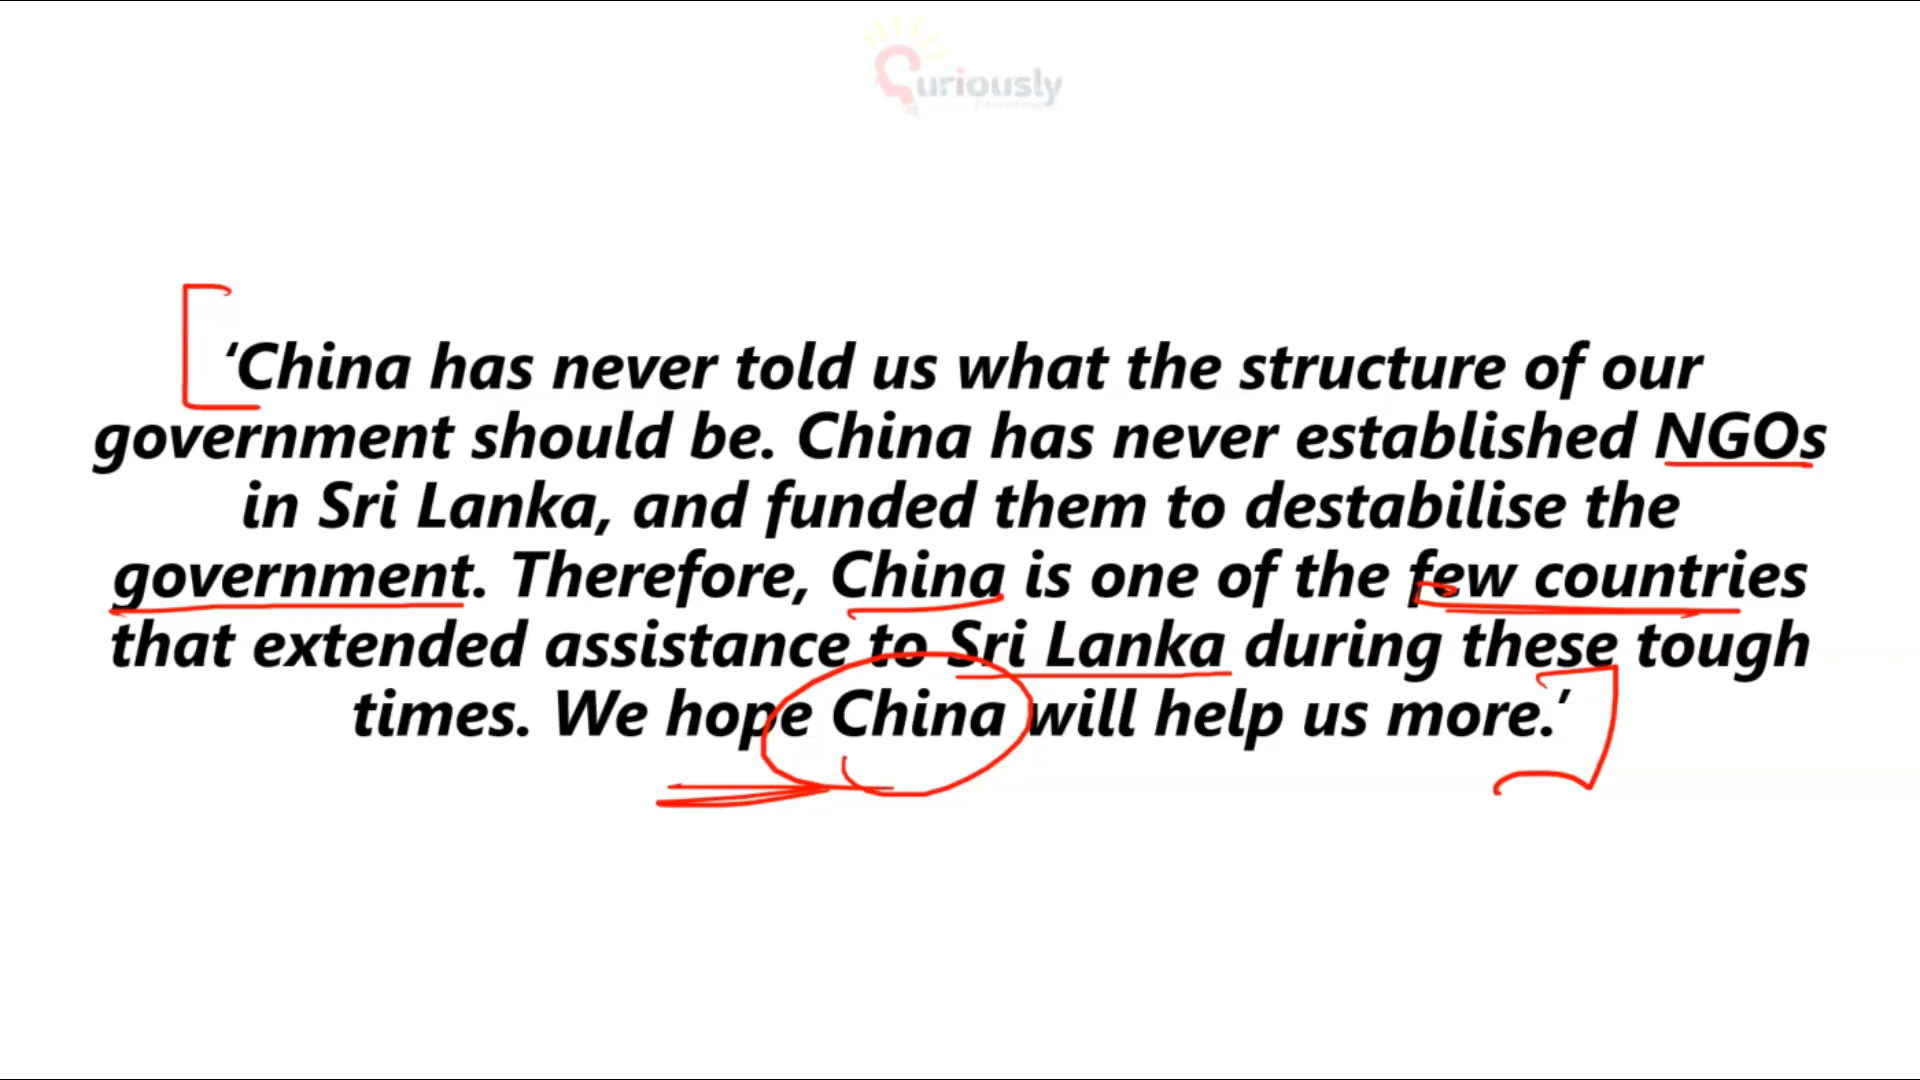 Curiously
‘China has never told us what the structure of our
government should be. China has never established NGOs
in Sri Lanka, and funded them to destabilise the
government. Therefore, China is one of the few countries
that extended assistance to Sri Lanka during these tough
times. We hope China will help us more.’